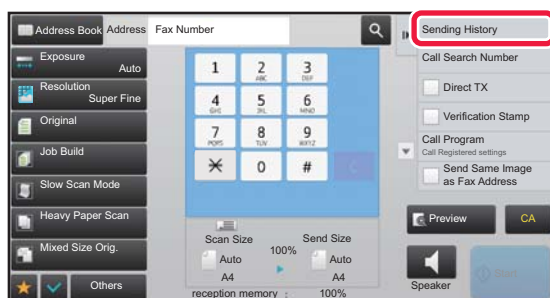 Address Book
Address
Fax Number
Exposure
Auto
Resolution
Super Fine
Original
Job Build
Slow Scan Mode
Heavy Paper Scan
Mixed Size Orig.
Others
1
2
ABC
3
DEF
4
GHI
5
JKL
6
MNO
7
PQRS
8
TUV
9
WXYZ
0
#
Scan Size
100%
Send Size
Auto
A4
Auto
A4
reception memory : 100%
Sending History
Call Search Number
Direct TX
Verification Stamp
Call Program
Call Registered settings
Send Same Image
as Fax Address
Preview
CA
Speaker
Start